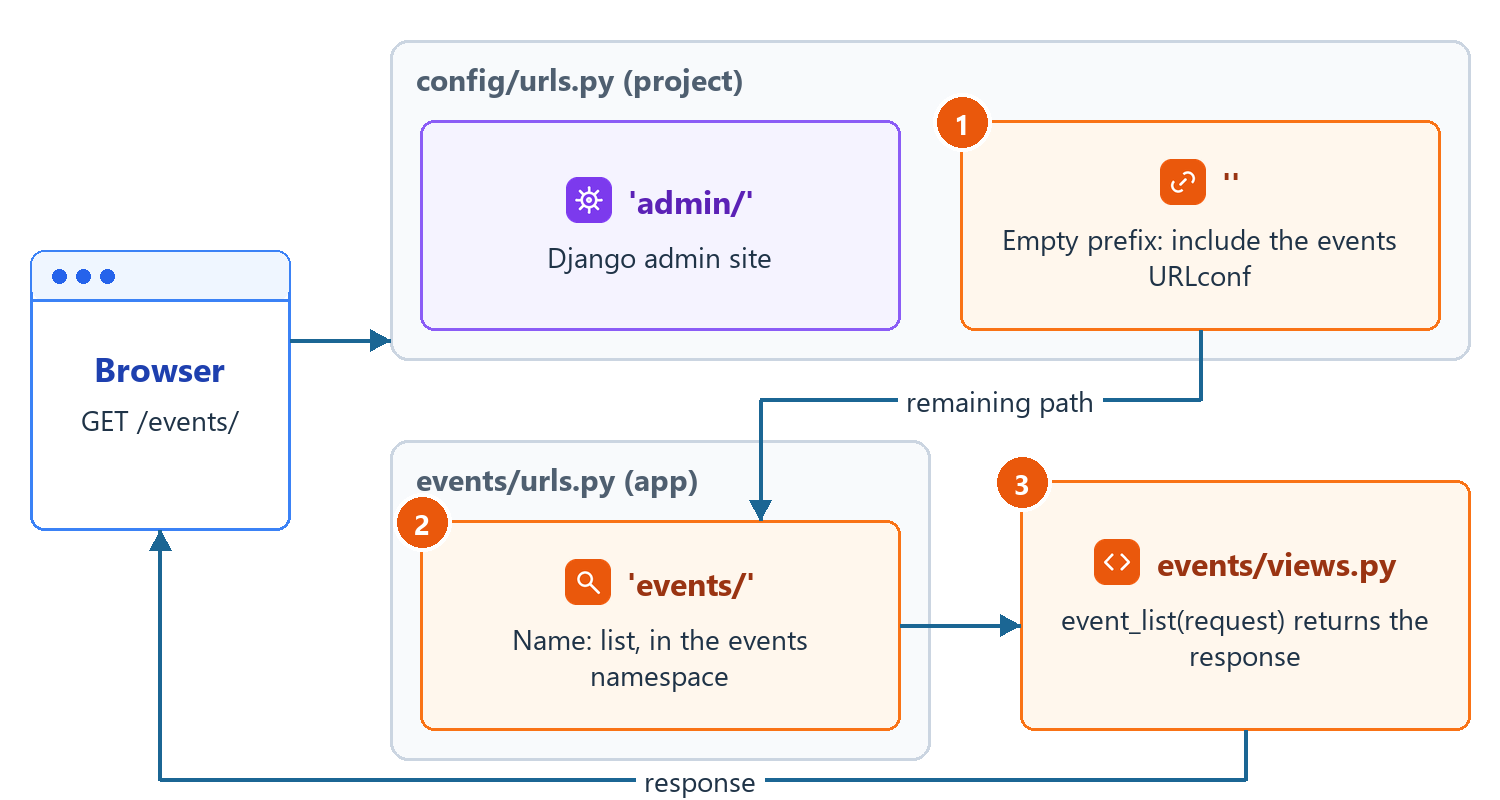 config/urls.py (project)
'admin/'
Django admin site
1
''
Empty prefix: include the events
URLconf
Browser
GET /events/
remaining path
events/urls.py (app)
2
'events/'
Name: list, in the events
namespace
3
events/views.py
event_list(request) returns the
response
response